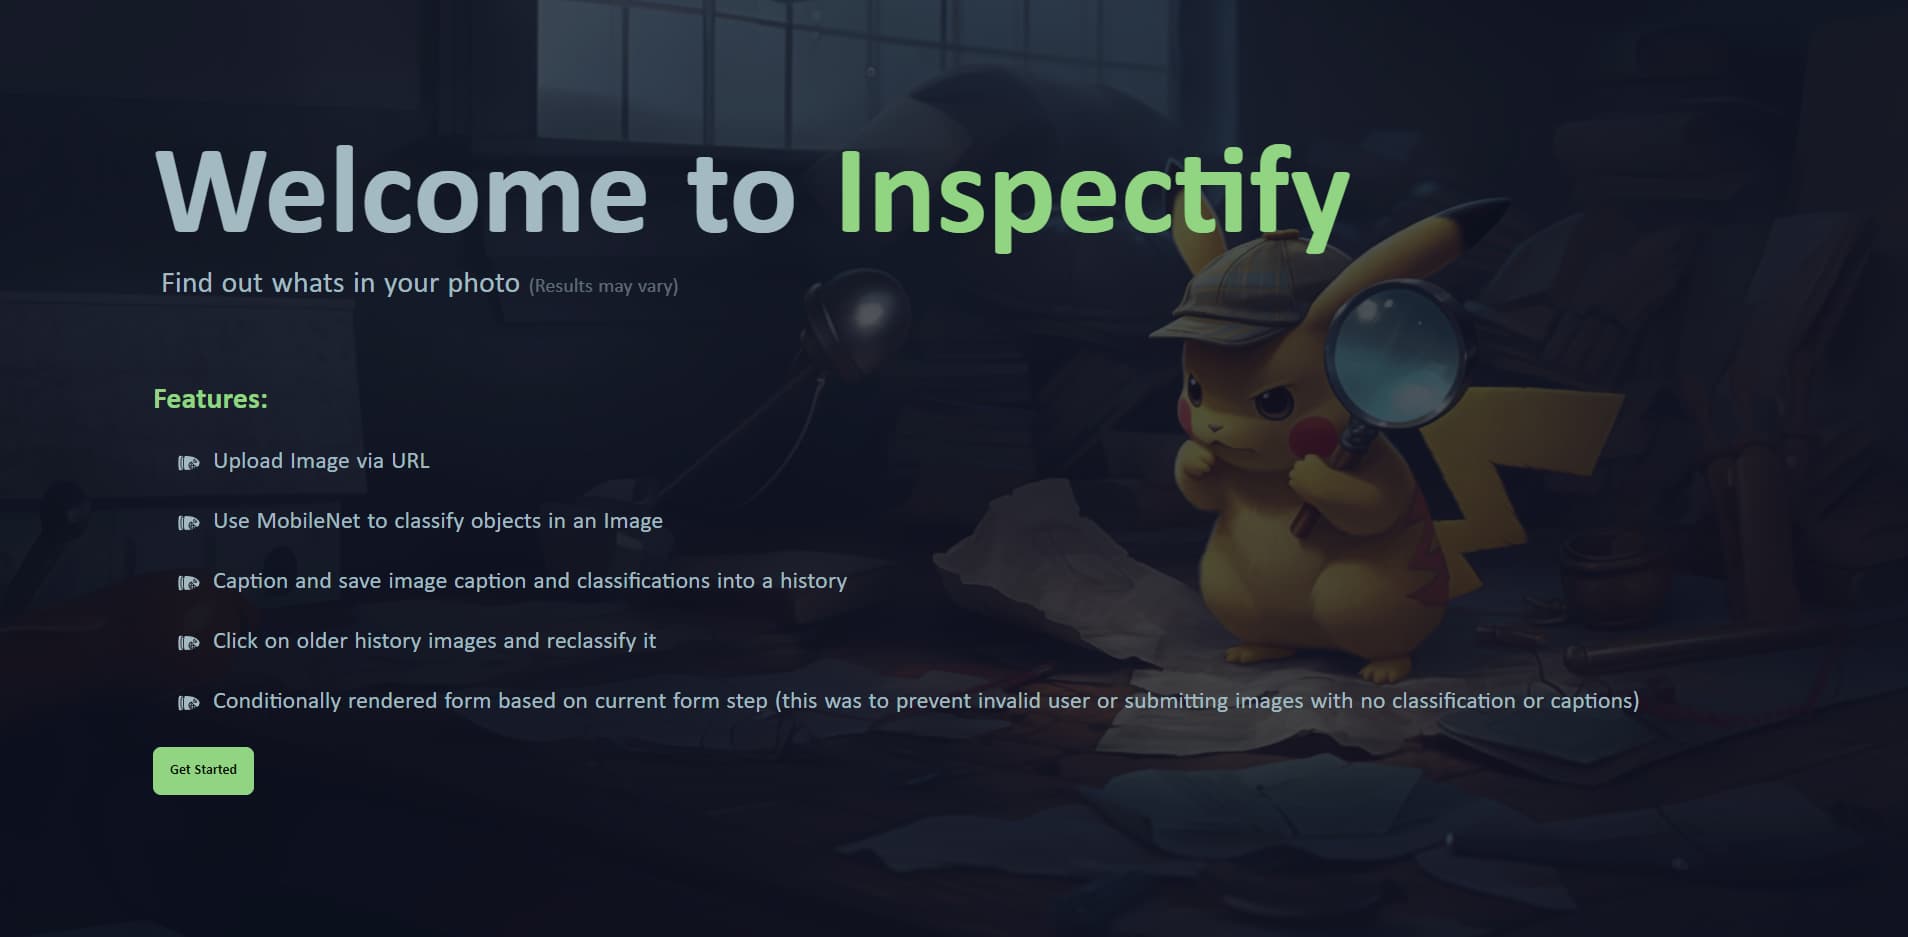 Welcome to Inspectify
Find out whats in your photo (Results may vary)
Features:
Upload Image via URL
Use MobileNet to classify objects in an Image
Caption and save image caption and classifications into a history
Click on older history images and reclassify it
Conditionally rendered form based on current form step (this was to prevent invalid user or submitting images with no classification or captions)
Get Started